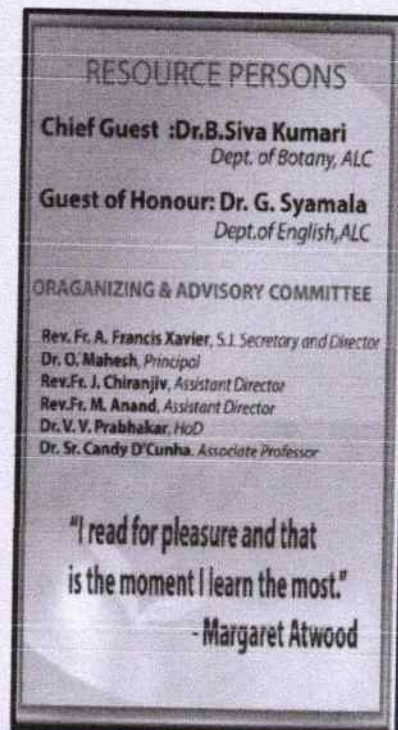 RESOURCE PERSONS
Chief Guest :Dr.B.Siva Kumari
Dept. of Botany, ALC
Guest of Honour: Dr. G. Syamala
Dept.of English,ALC
ORAGANIZING & ADVISORY COMMITTEE
Rev. Fr. A. Francis Xavier, S.J. Secretary and Director
Dr. O. Mahesh, Principal
Rev.Fr. J. Chiranjiv, Assistant Director
Rev.Fr. M. Anand, Assistant Director
Dr. V. V. Prabhakar, HoD
Dr. Sr. Candy D'Cunha, Associate Professor
"I read for pleasure and that
is the moment I learn the most."
- Margaret Atwood